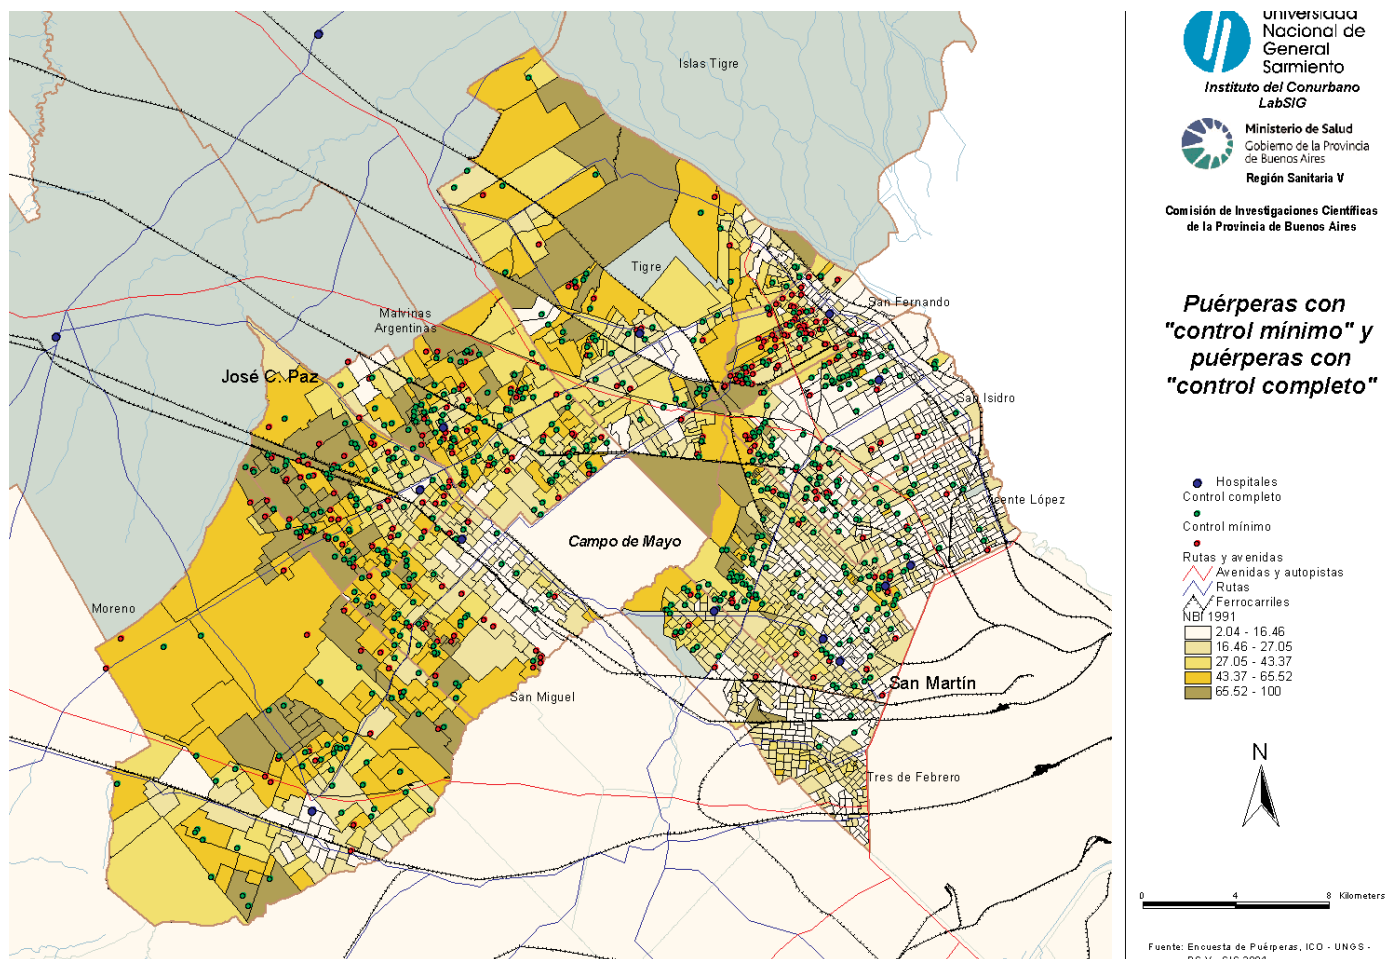 Universidad
Nacional de
General
Sarmiento
Instituto del Conurbano
LabSIG
Ministerio de Salud
Gobierno de la Provincia
de Buenos Aires
Región Sanitaria V
Comisión de Investigaciones Científicas
de la Provincia de Buenos Aires
Puérperas con
"control mínimo" y
puérperas con
"control completo"
Hospitales
Control completo
Control mínimo
Rutas y avenidas
Avenidas y autopistas
Rutas
Ferrocarriles
NBI 1991
2.04 - 16.46
16.46 - 27.05
27.05 - 43.37
43.37 - 65.52
65.52 - 100
N
0 4 8 Kilometers
Fuente: Encuesta de Puérperas, ICO - UNGS -
Islas Tigre
Tigre
San Fernando
Malvinas
Argentinas
José C. Paz
San Isidro
Vicente López
Campo de Mayo
Moreno
San Miguel
San Martín
Tres de Febrero